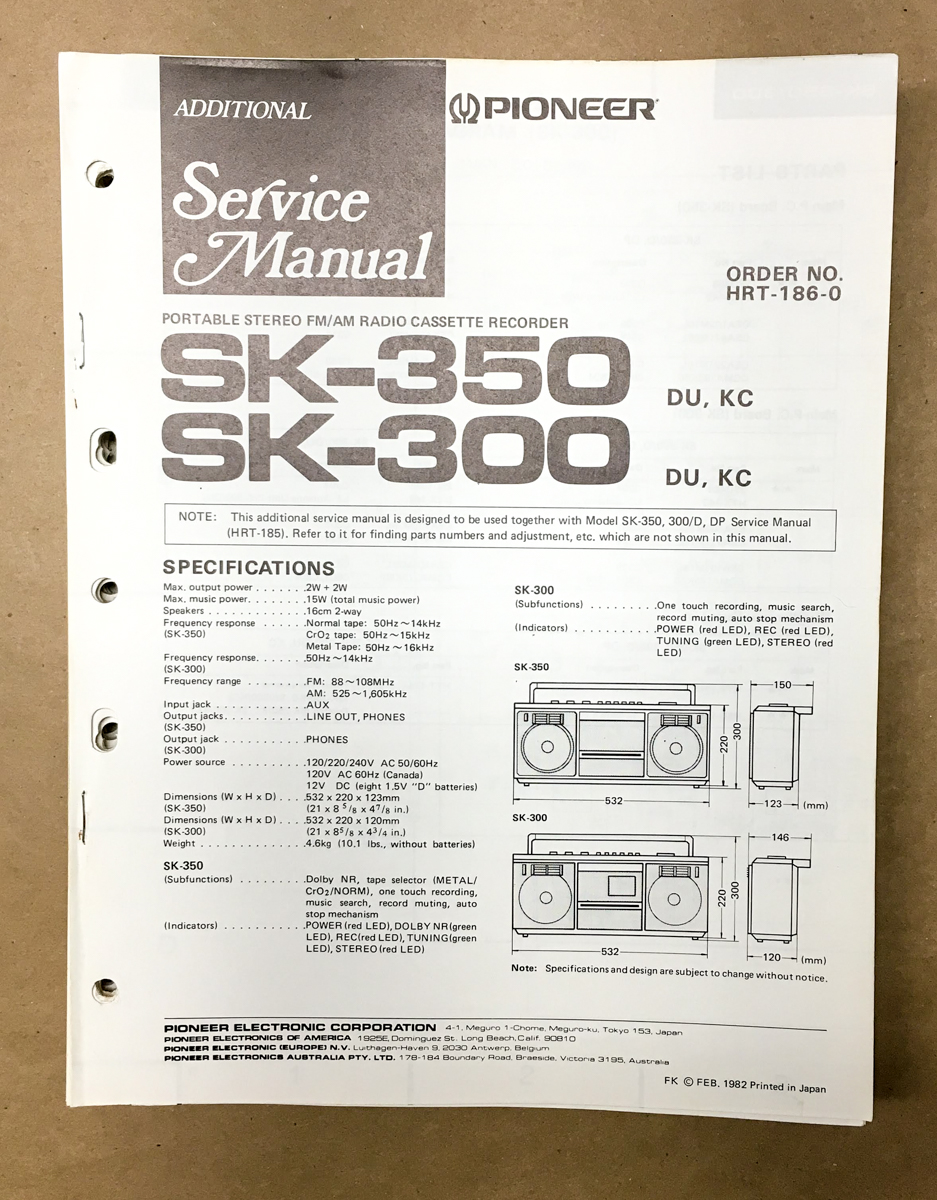 ADDITIONAL
Service
Manual
PIONEER
ORDER NO.
HRT-186-0
PORTABLE STEREO FM/AM RADIO CASSETTE RECORDER
SK-350 DU, KC
SK-300 DU, KC
NOTE: This additional service manual is designed to be used together with Model SK-350, 300/D, DP Service Manual
(HRT-185). Refer to it for finding parts numbers and adjustment, etc. which are not shown in this manual.
SPECIFICATIONS
Max. output power . . . . . . .2W + 2W
Max. music power. . . . . . . .15W (total music power)
Speakers . . . . . . . . . . . .16cm 2-way
Frequency response . . . . . .Normal tape: 50Hz～14kHz
(SK-350) CrO2 tape: 50Hz～15kHz
Metal Tape: 50Hz～16kHz
Frequency response. . . . . . .50Hz～14kHz
(SK-300)
Frequency range . . . . . . . .FM: 88～108MHz
AM: 525～1,605kHz
Input jack . . . . . . . . . . . .AUX
Output jacks. . . . . . . . . . .LINE OUT, PHONES
(SK-350)
Output jack . . . . . . . . . . .PHONES
(SK-300)
Power source . . . . . . . . . .120/220/240V AC 50/60Hz
120V AC 60Hz (Canada)
12V DC (eight 1.5V "D" batteries)
Dimensions (W x H x D) . . . .532 x 220 x 123mm
(SK-350) (21 x 8 5/8 x 47/8 in.)
Dimensions (W x H x D) . . . .532 x 220 x 120mm
(SK-300) (21 x 85/8 x 43/4 in.)
Weight . . . . . . . . . . . . . .4.6kg (10.1 lbs., without batteries)
SK-350
(Subfunctions) . . . . . . . . .Dolby NR, tape selector (METAL/
CrO2/NORM), one touch recording,
music search, record muting, auto
stop mechanism
(Indicators) . . . . . . . . . . .POWER (red LED), DOLBY NR(green
LED), REC(red LED), TUNING(green
LED), STEREO (red LED)
SK-300
(Subfunctions) . . . . . . . . .One touch recording, music search,
record muting, auto stop mechanism
(Indicators) . . . . . . . . . . .POWER (red LED), REC (red LED),
TUNING (green LED), STEREO (red
LED)
SK-350
150
220
300
532
123
(mm)
SK-300
146
220
300
532
120
(mm)
Note: Specifications and design are subject to change without notice.
PIONEER ELECTRONIC CORPORATION 4-1, Meguro 1-Chome, Meguro-ku, Tokyo 153, Japan
PIONEER ELECTRONICS OF AMERICA 1925E, Dominguez St. Long Beach, Calif. 90810
PIONEER ELECTRONIC (EUROPE) N.V. Luithagen-Haven 9, 2030 Antwerp, Belgium
PIONEER ELECTRONICS AUSTRALIA PTY. LTD. 178-184 Boundary Road, Braeside, Victoria 3195, Australia
FK © FEB. 1982 Printed in Japan